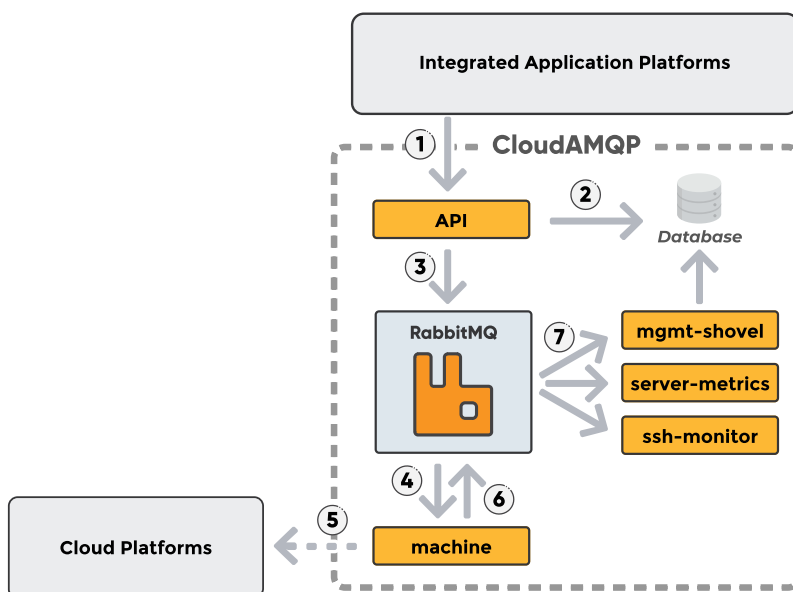 Integrated Application Platforms
1
CloudAMQP
2
API
Database
3
RabbitMQ
7
mgmt-shovel
server-metrics
ssh-monitor
4
6
5
Cloud Platforms
machine